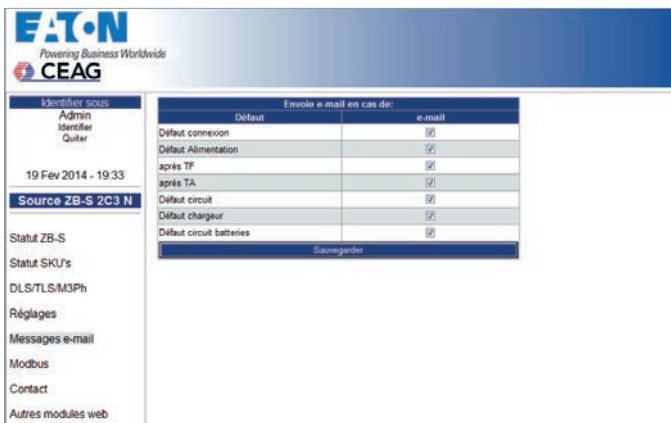 EATON
Powering Business Worldwide
CEAG
Identifier sous
Admin
Identifier
Quiter
19 Fev 2014 - 19:33
Source ZB-S 2C3 N
Statut ZB-S
Statut SKU's
DLS/TLS/M3Ph
Réglages
Messages e-mail
Modbus
Contact
Autres modules web
Envoie e-mail en cas de:
Défaut e-mail
Défaut connexion
Défaut Alimentation
après TF
après TA
Défaut circuit
Défaut chargeur
Défaut circuit batteries
Sauvegarder